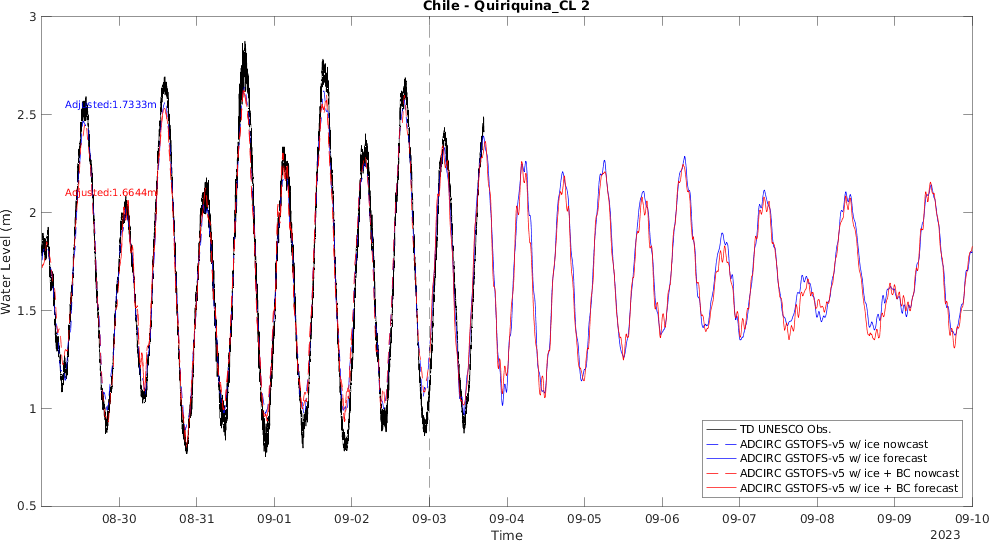 Chile - Quiriquina_CL 2
3
2.5
2
1.5
1
0.5
Water Level (m)
Adjusted:1.7333m
Adjusted:1.6644m
TD UNESCO Obs.
ADCIRC GSTOFS-v5 w/ ice nowcast
ADCIRC GSTOFS-v5 w/ ice forecast
ADCIRC GSTOFS-v5 w/ ice + BC nowcast
ADCIRC GSTOFS-v5 w/ ice + BC forecast
08-30 08-31 09-01 09-02 09-03 09-04 09-05 09-06 09-07 09-08 09-09 09-10
Time
2023